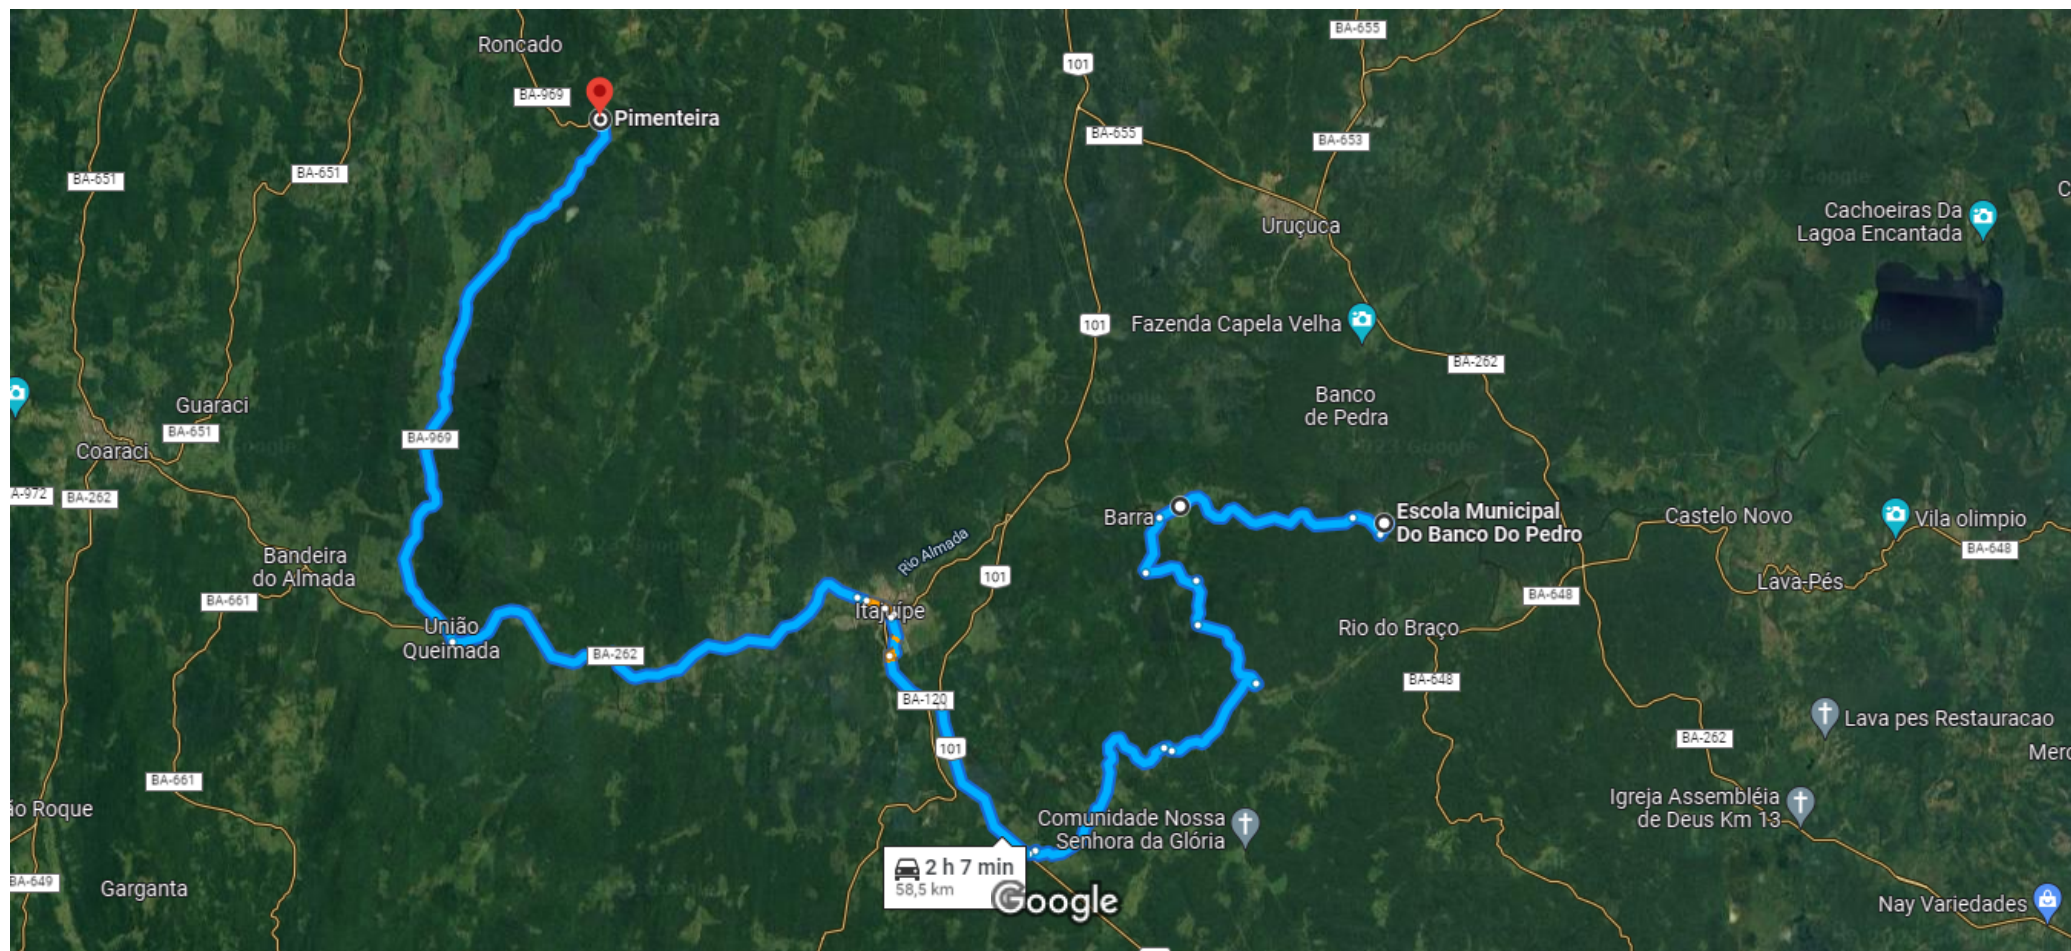 Roncado
BA-969
Pimenteira
101
BA-655
BA-655
BA-653
BA-651
BA-651
Uruçuca
Cachoeiras Da
Lagoa Encantada
C
Fazenda Capela Velha
101
BA-262
Banco
de Pedra
Guaraci
BA-651
Coaraci
BA-969
A-972
BA-262
Barra
Escola Municipal
Do Banco Do Pedro
Castelo Novo
Vila olimpio
BA-648
Bandeira
do Almada
BA-661
Rio Almada
101
Lava-Pés
BA-648
Itajuípe
União
Queimada
BA-262
Rio do Braço
BA-648
BA-120
101
Lava pes Restauracao
BA-262
Merc
BA-661
ão Roque
Comunidade Nossa
Senhora da Glória
Igreja Assembléia
de Deus Km 13
BA-649
Garganta
2 h 7 min
58,5 km
Google
Nay Variedades